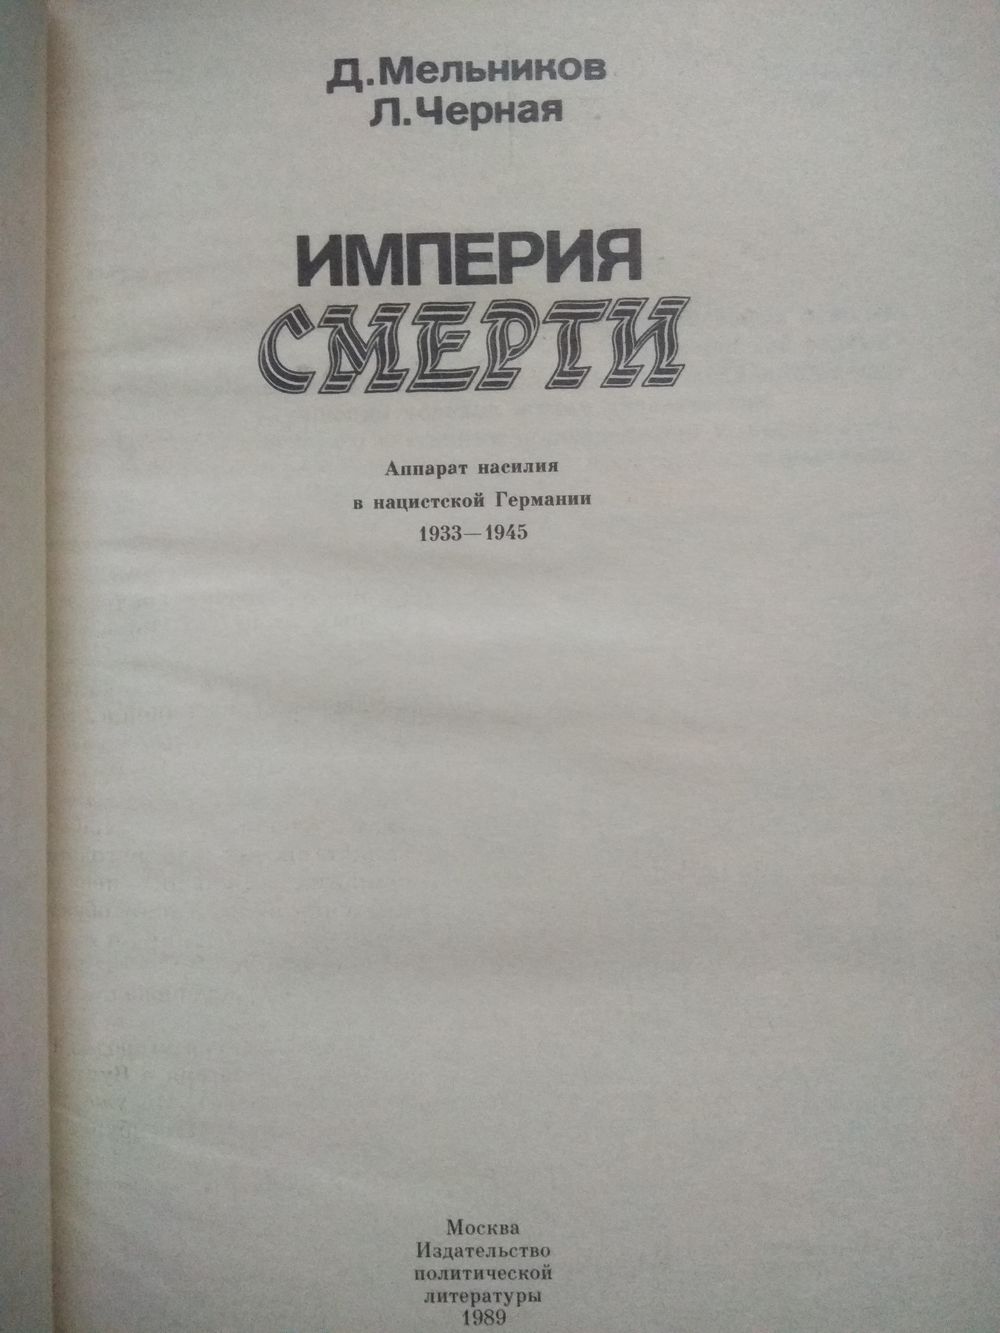 Д.Мельников
Л.Черная
ИМПЕРИЯ
СМЕРТИ
Аппарат насилия
в нацистской Германии
1933—1945
Москва
Издательство
политической
литературы
1989